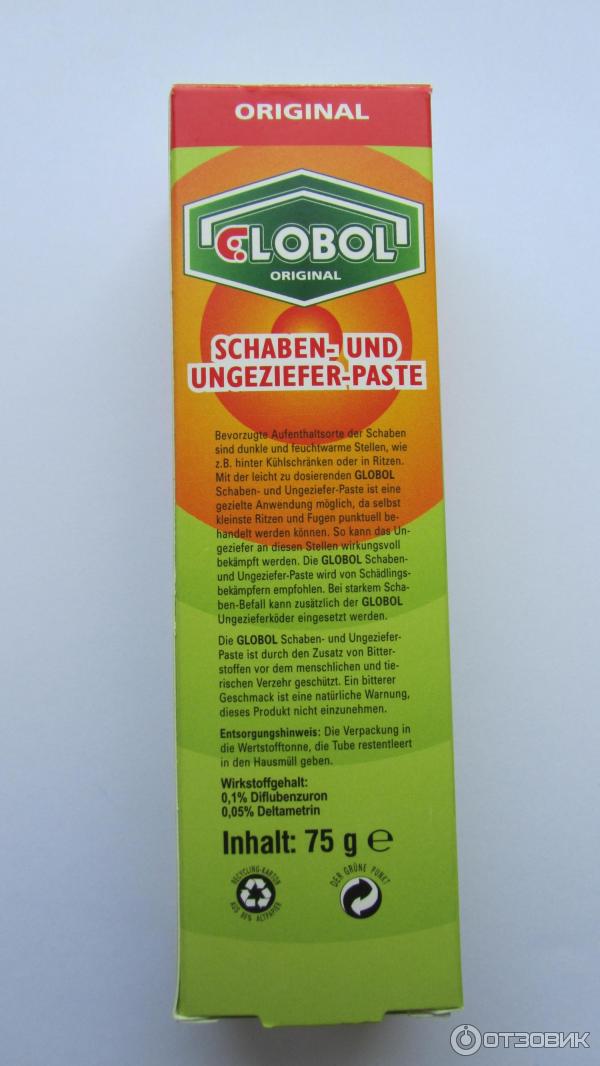 ORIGINAL
GLOBOL
ORIGINAL
SCHABEN- UND
UNGEZIEFER-PASTE
Bevorzugte Aufenthaltsorte der Schaben
sind dunkle und feuchtwarme Stellen, wie
z.B. hinter Kühlschränken oder in Ritzen.
Mit der leicht zu dosierenden GLOBOL
Schaben- und Ungeziefer-Paste ist eine
gezielte Anwendung möglich, da selbst
kleinste Ritzen und Fugen punktuell be-
handelt werden können. So kann das Un-
geziefer an diesen Stellen wirkungsvoll
bekämpft werden. Die GLOBOL Schaben-
und Ungeziefer-Paste wird von Schädlings-
bekämpfern empfohlen. Bei starkem Scha-
ben-Befall kann zusätzlich der GLOBOL
Ungezieferköder eingesetzt werden.
Die GLOBOL Schaben- und Ungeziefer-
Paste ist durch den Zusatz von Bitter-
stoffen vor dem menschlichen und tie-
rischen Verzehr geschützt. Ein bitterer
Geschmack ist eine natürliche Warnung,
dieses Produkt nicht einzunehmen.
Entsorgungshinweis: Die Verpackung in
die Wertstofftonne, die Tube restentleert
in den Hausmüll geben.
Wirkstoffgehalt:
0,1% Diflubenzuron
0,05% Deltametrin
Inhalt: 75 g ℮
RECYCLING-KARTON
AUS 86% ALTPAPIER
DER GRÜNE PUNKT
ОТЗОВИК